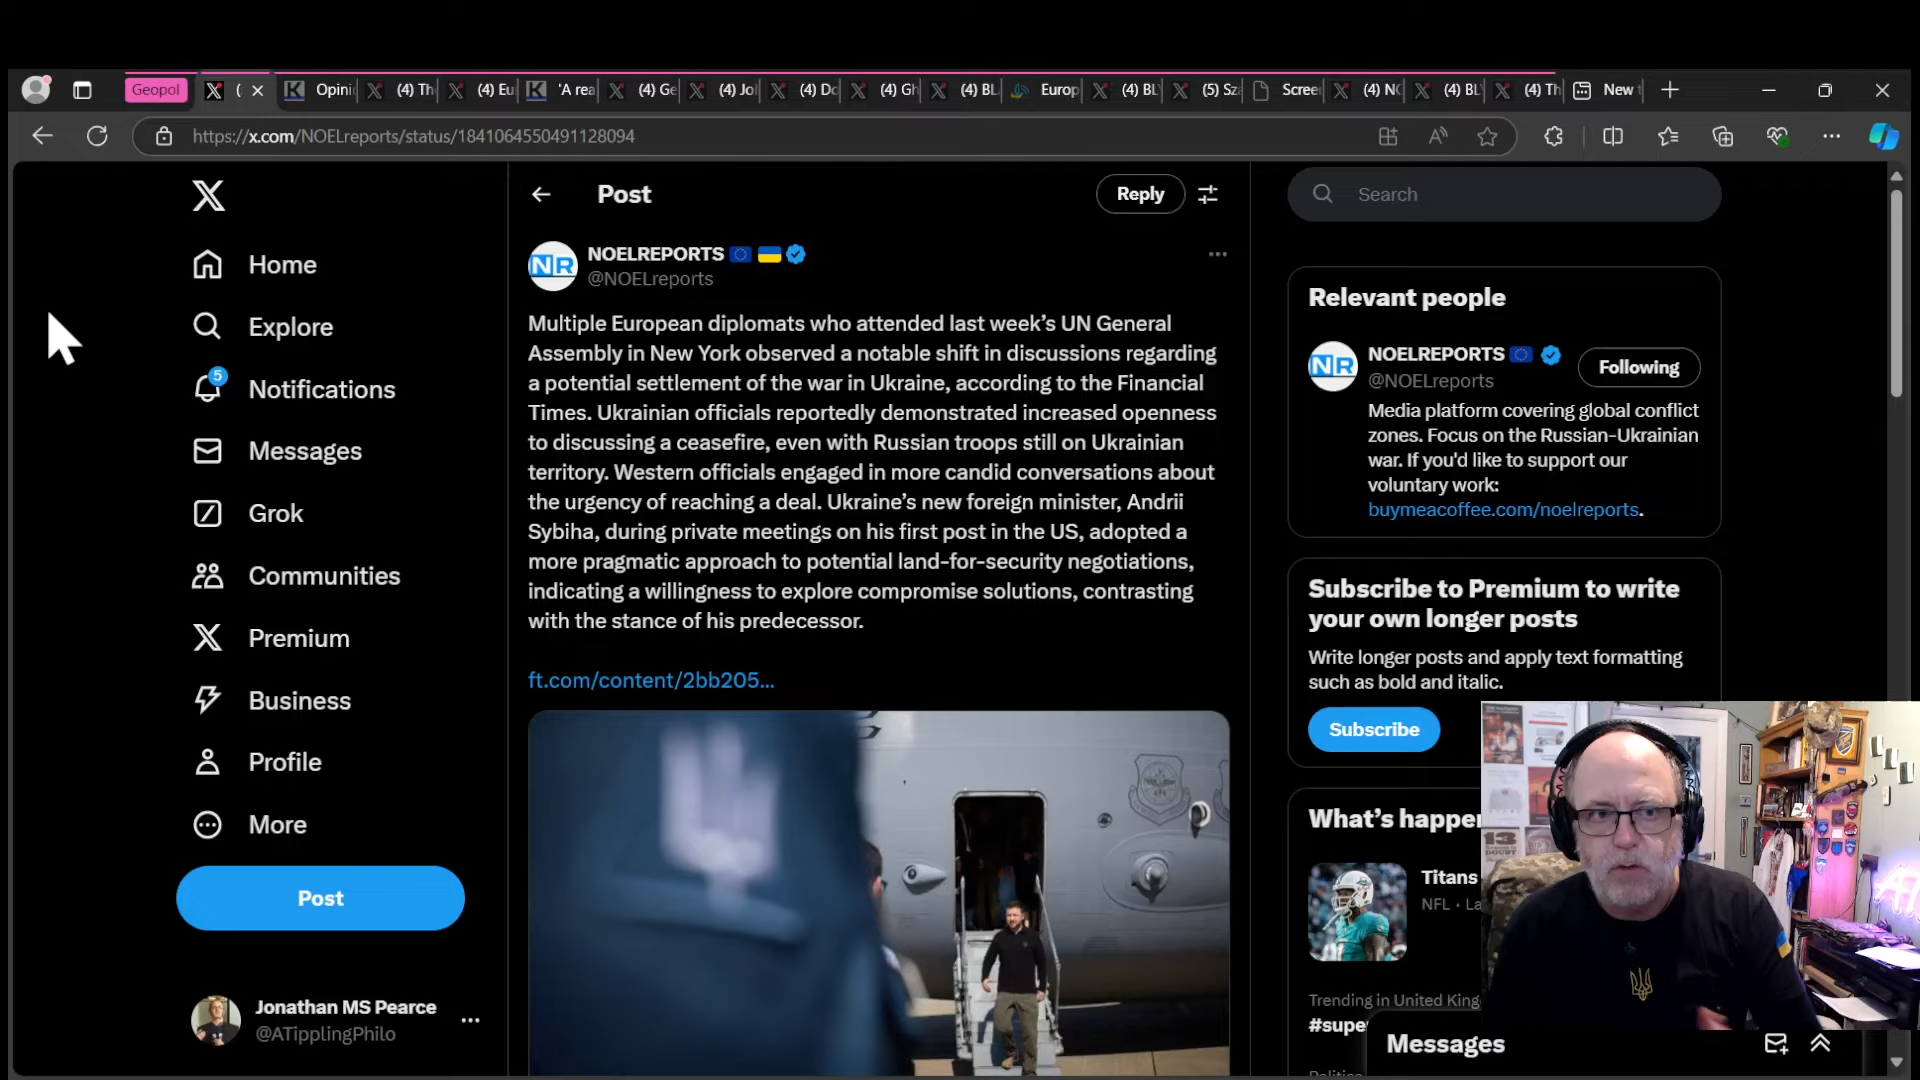 Geopol
(
Opini
(4) Th
(4) Eu
'A rea
(4) Ge
(4) Jo
(4) Do
(4) Gh
(4) BL
Europ
(4) BL
(5) Sz
Scree
(4) NO
(4) BL
(4) Th
New t
https://x.com/NOELreports/status/1841064550491128094
Home
Explore
5
Notifications
Messages
Grok
Communities
Premium
Business
Profile
More
Post
Jonathan MS Pearce
@ATipplingPhilo
Post
Reply
NR
NOELREPORTS
@NOELreports
Multiple European diplomats who attended last week’s UN General
Assembly in New York observed a notable shift in discussions regarding
a potential settlement of the war in Ukraine, according to the Financial
Times. Ukrainian officials reportedly demonstrated increased openness
to discussing a ceasefire, even with Russian troops still on Ukrainian
territory. Western officials engaged in more candid conversations about
the urgency of reaching a deal. Ukraine’s new foreign minister, Andrii
Sybiha, during private meetings on his first post in the US, adopted a
more pragmatic approach to potential land-for-security negotiations,
indicating a willingness to explore compromise solutions, contrasting
with the stance of his predecessor.
ft.com/content/2bb205...
Search
Relevant people
NR
NOELREPORTS
@NOELreports
Following
Media platform covering global conflict
zones. Focus on the Russian-Ukrainian
war. If you'd like to support our
voluntary work:
buymeacoffee.com/noelreports.
Subscribe to Premium to write
your own longer posts
Write longer posts and apply text formatting
such as bold and italic.
Subscribe
What’s happe
Titans
NFL · La
Trending in United King
#supe
Messages
13
DOUBT